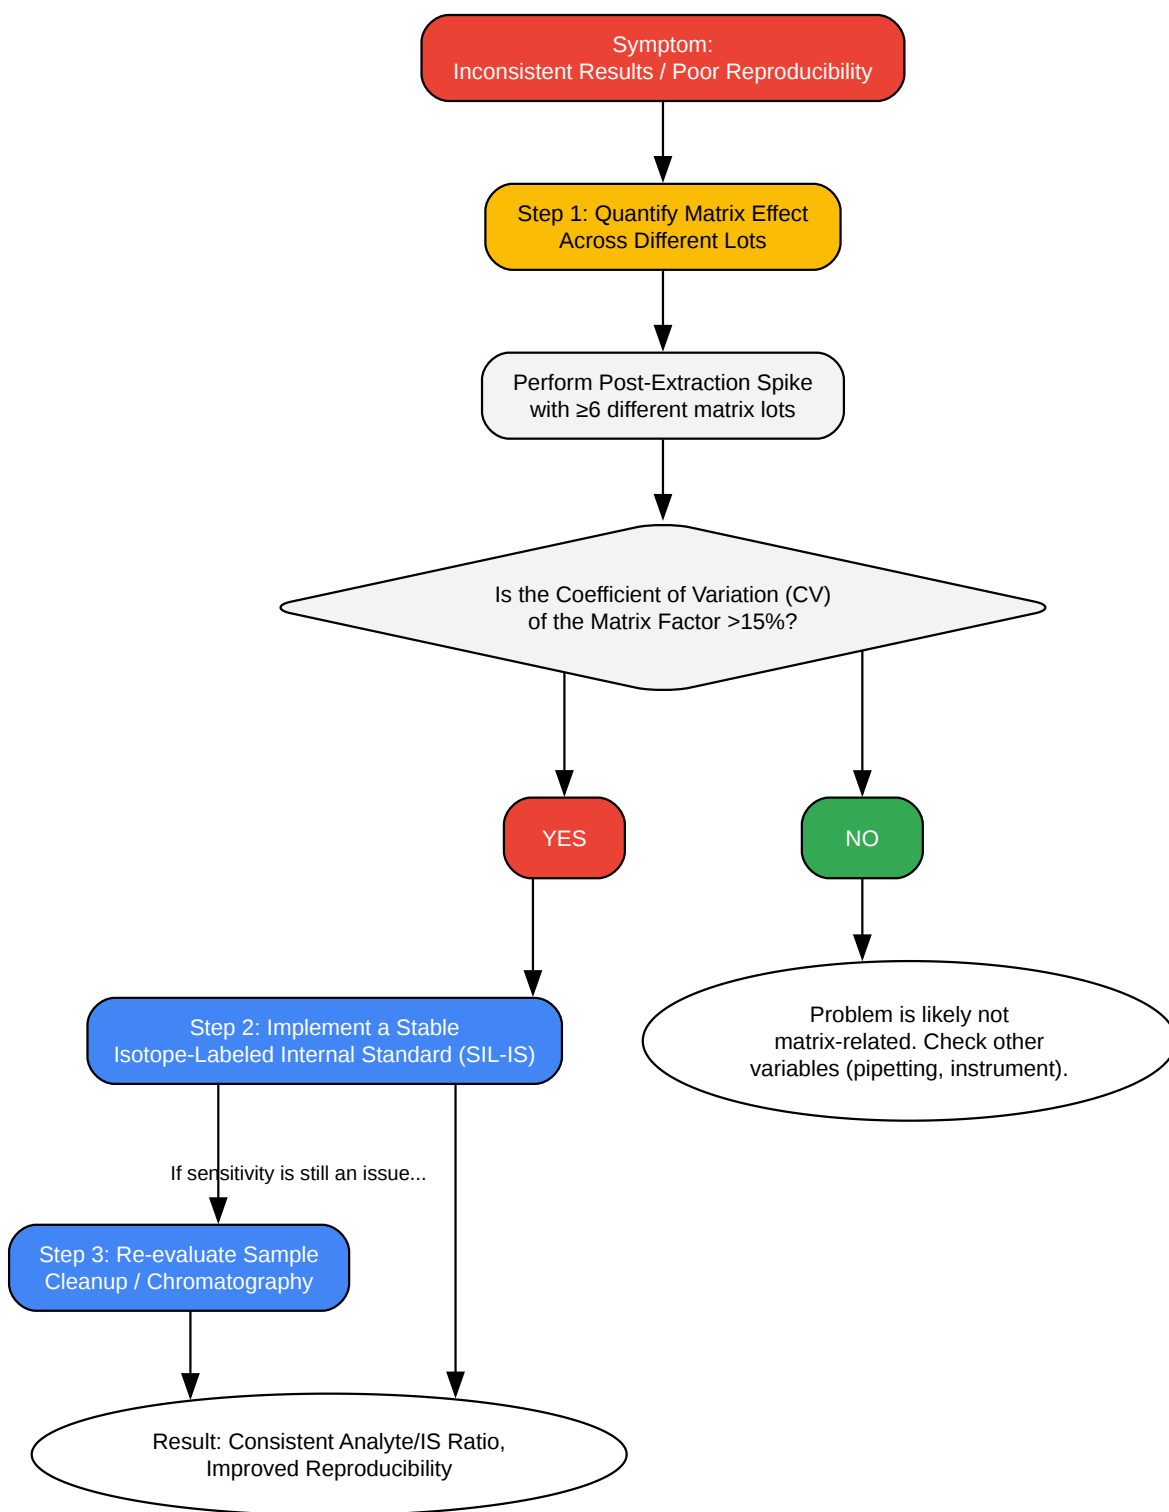 Symptom:
Inconsistent Results / Poor Reproducibility
Step 1: Quantify Matrix Effect
Across Different Lots
Perform Post-Extraction Spike
with ≥6 different matrix lots
Is the Coefficient of Variation (CV)
of the Matrix Factor >15%?
YES
NO
Step 2: Implement a Stable
Isotope-Labeled Internal Standard (SIL-IS)
Problem is likely not
matrix-related. Check other
variables (pipetting, instrument).
If sensitivity is still an issue...
Step 3: Re-evaluate Sample
Cleanup / Chromatography
Result: Consistent Analyte/IS Ratio,
Improved Reproducibility